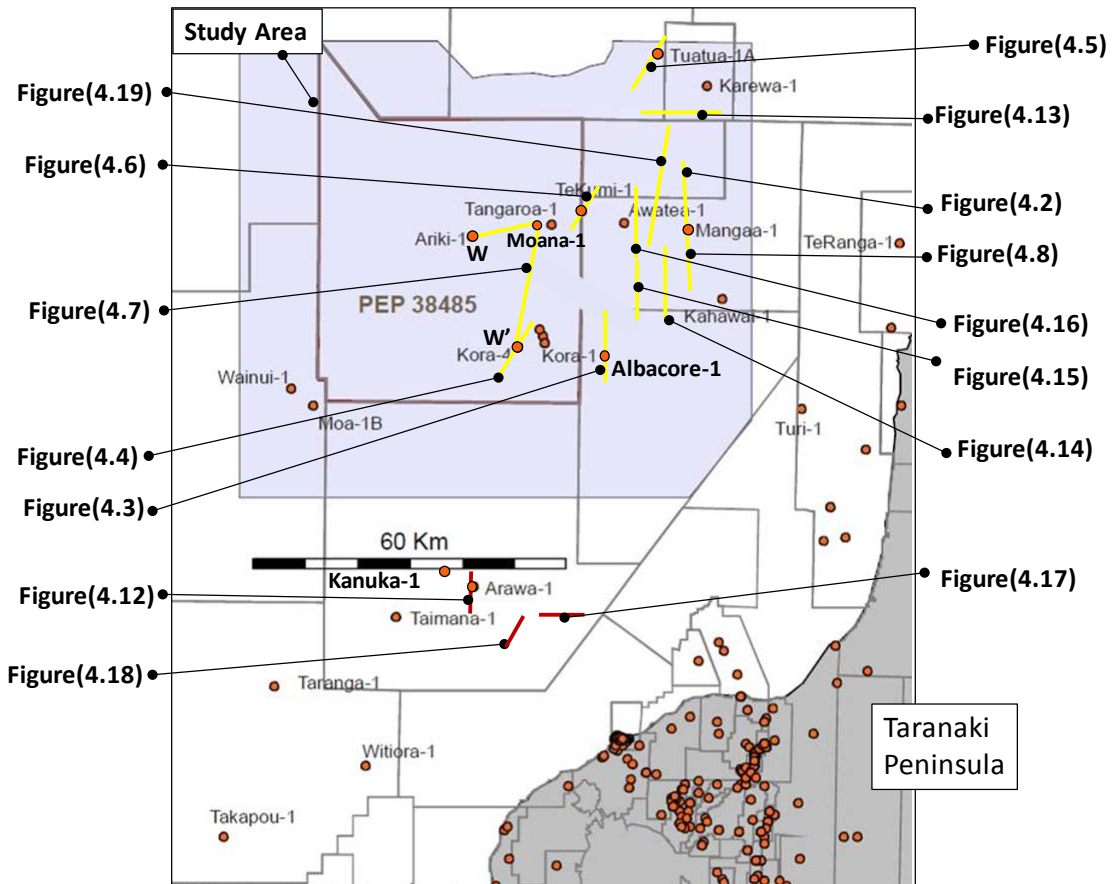 Study Area
Figure(4.5)
Tuatua-1A
Figure(4.19)
Karewa-1
Figure(4.13)
Figure(4.6)
TeKumi-1
Figure(4.2)
Tangaroa-1
Awatea-1
Ariki-1
Moana-1
Mangaa-1
TeRanga-1
W
Figure(4.8)
Figure(4.7)
PEP 38485
Kahawai-1
Figure(4.16)
W'
Kora-4
Kora-1
Albacore-1
Figure(4.15)
Wainui-1
Moa-1B
Turi-1
Figure(4.4)
Figure(4.14)
Figure(4.3)
60 Km
Kanuka-1
Arawa-1
Figure(4.17)
Figure(4.12)
Taimana-1
Figure(4.18)
Taranga-1
Taranaki
Peninsula
Witiora-1
Takapou-1